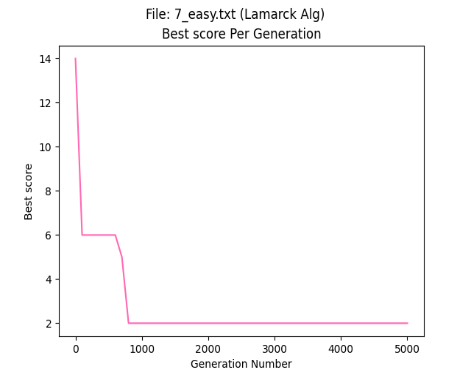 File: 7_easy.txt (Lamarck Alg)
Best score Per Generation
14
12
10
8
6
4
2
Best score
0 1000 2000 3000 4000 5000
Generation Number